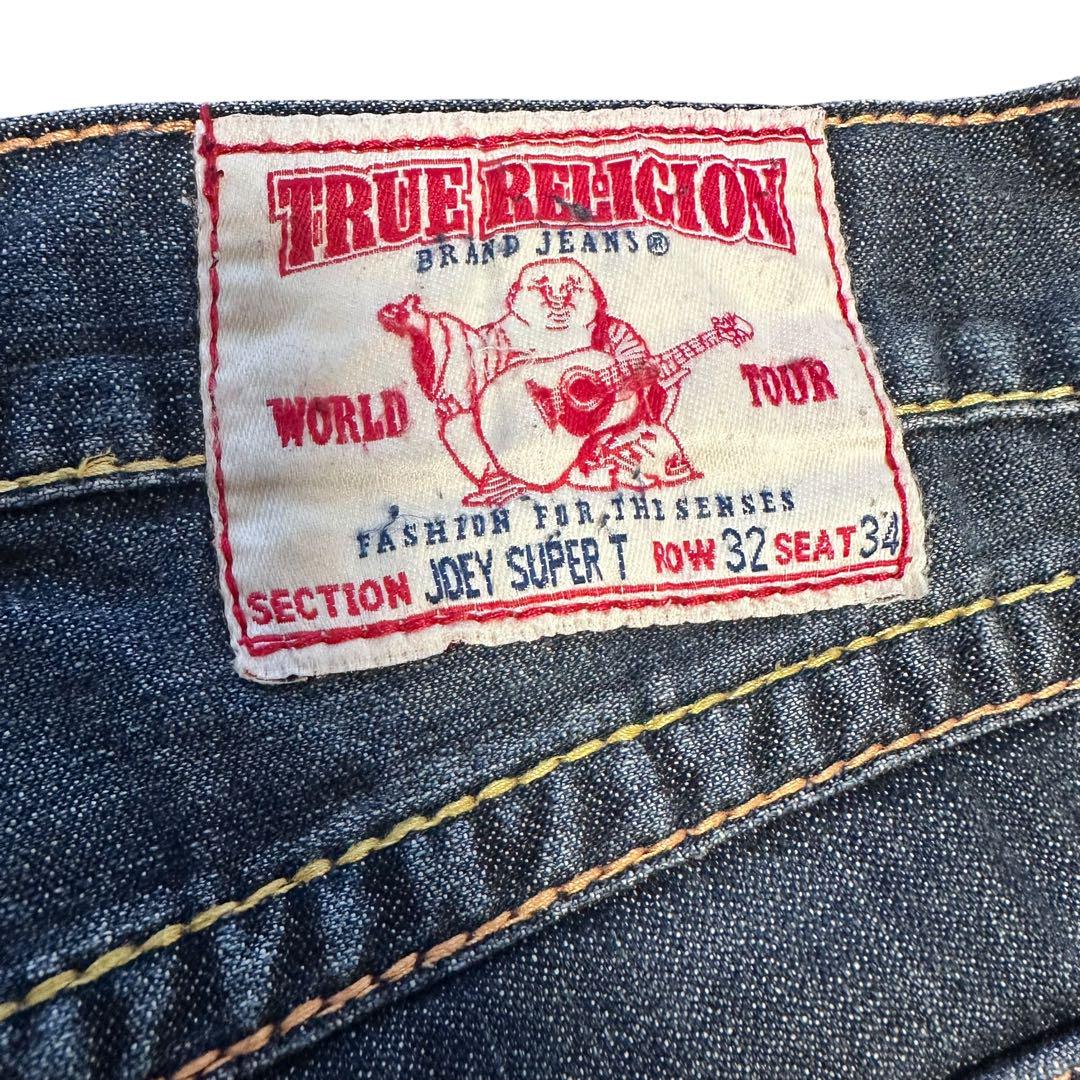 TRUE RELIGION
BRAND JEANS®
WORLD TOUR
FASHION FOR THE SENSES
SECTION JOEY SUPER T ROW 32 SEAT 34